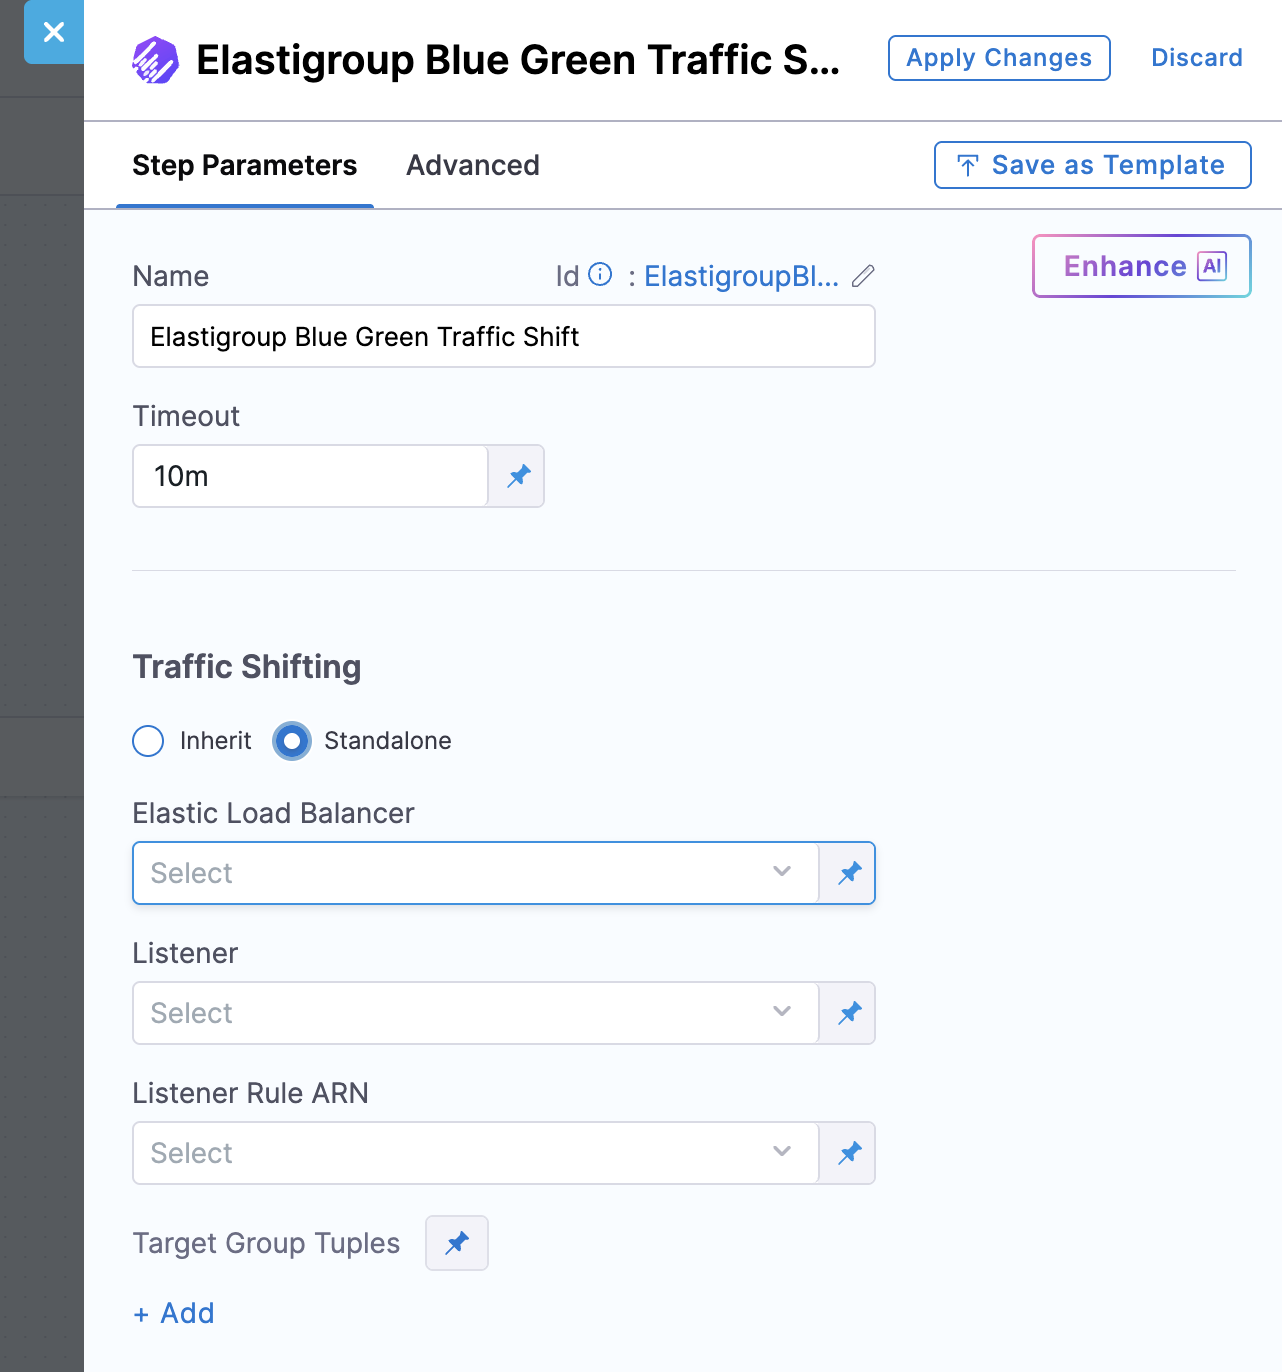 Elastigroup Blue Green Traffic S...
Apply Changes
Discard
Step Parameters
Advanced
Save as Template
Name
Id : ElastigroupBl...
Enhance AI
Elastigroup Blue Green Traffic Shift
Timeout
10m
Traffic Shifting
Inherit
Standalone
Elastic Load Balancer
Select
Listener
Select
Listener Rule ARN
Select
Target Group Tuples
+ Add